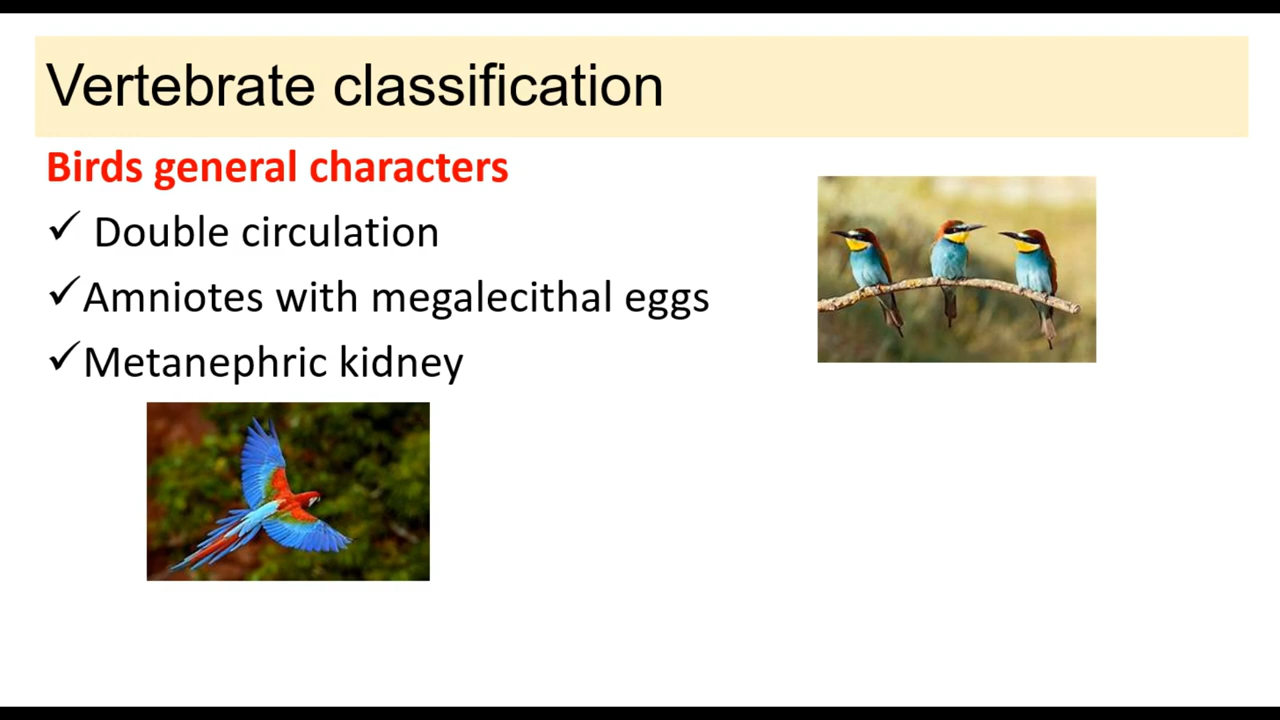 Vertebrate classification
Birds general characters
✓ Double circulation
✓Amniotes with megalecithal eggs
✓Metanephric kidney